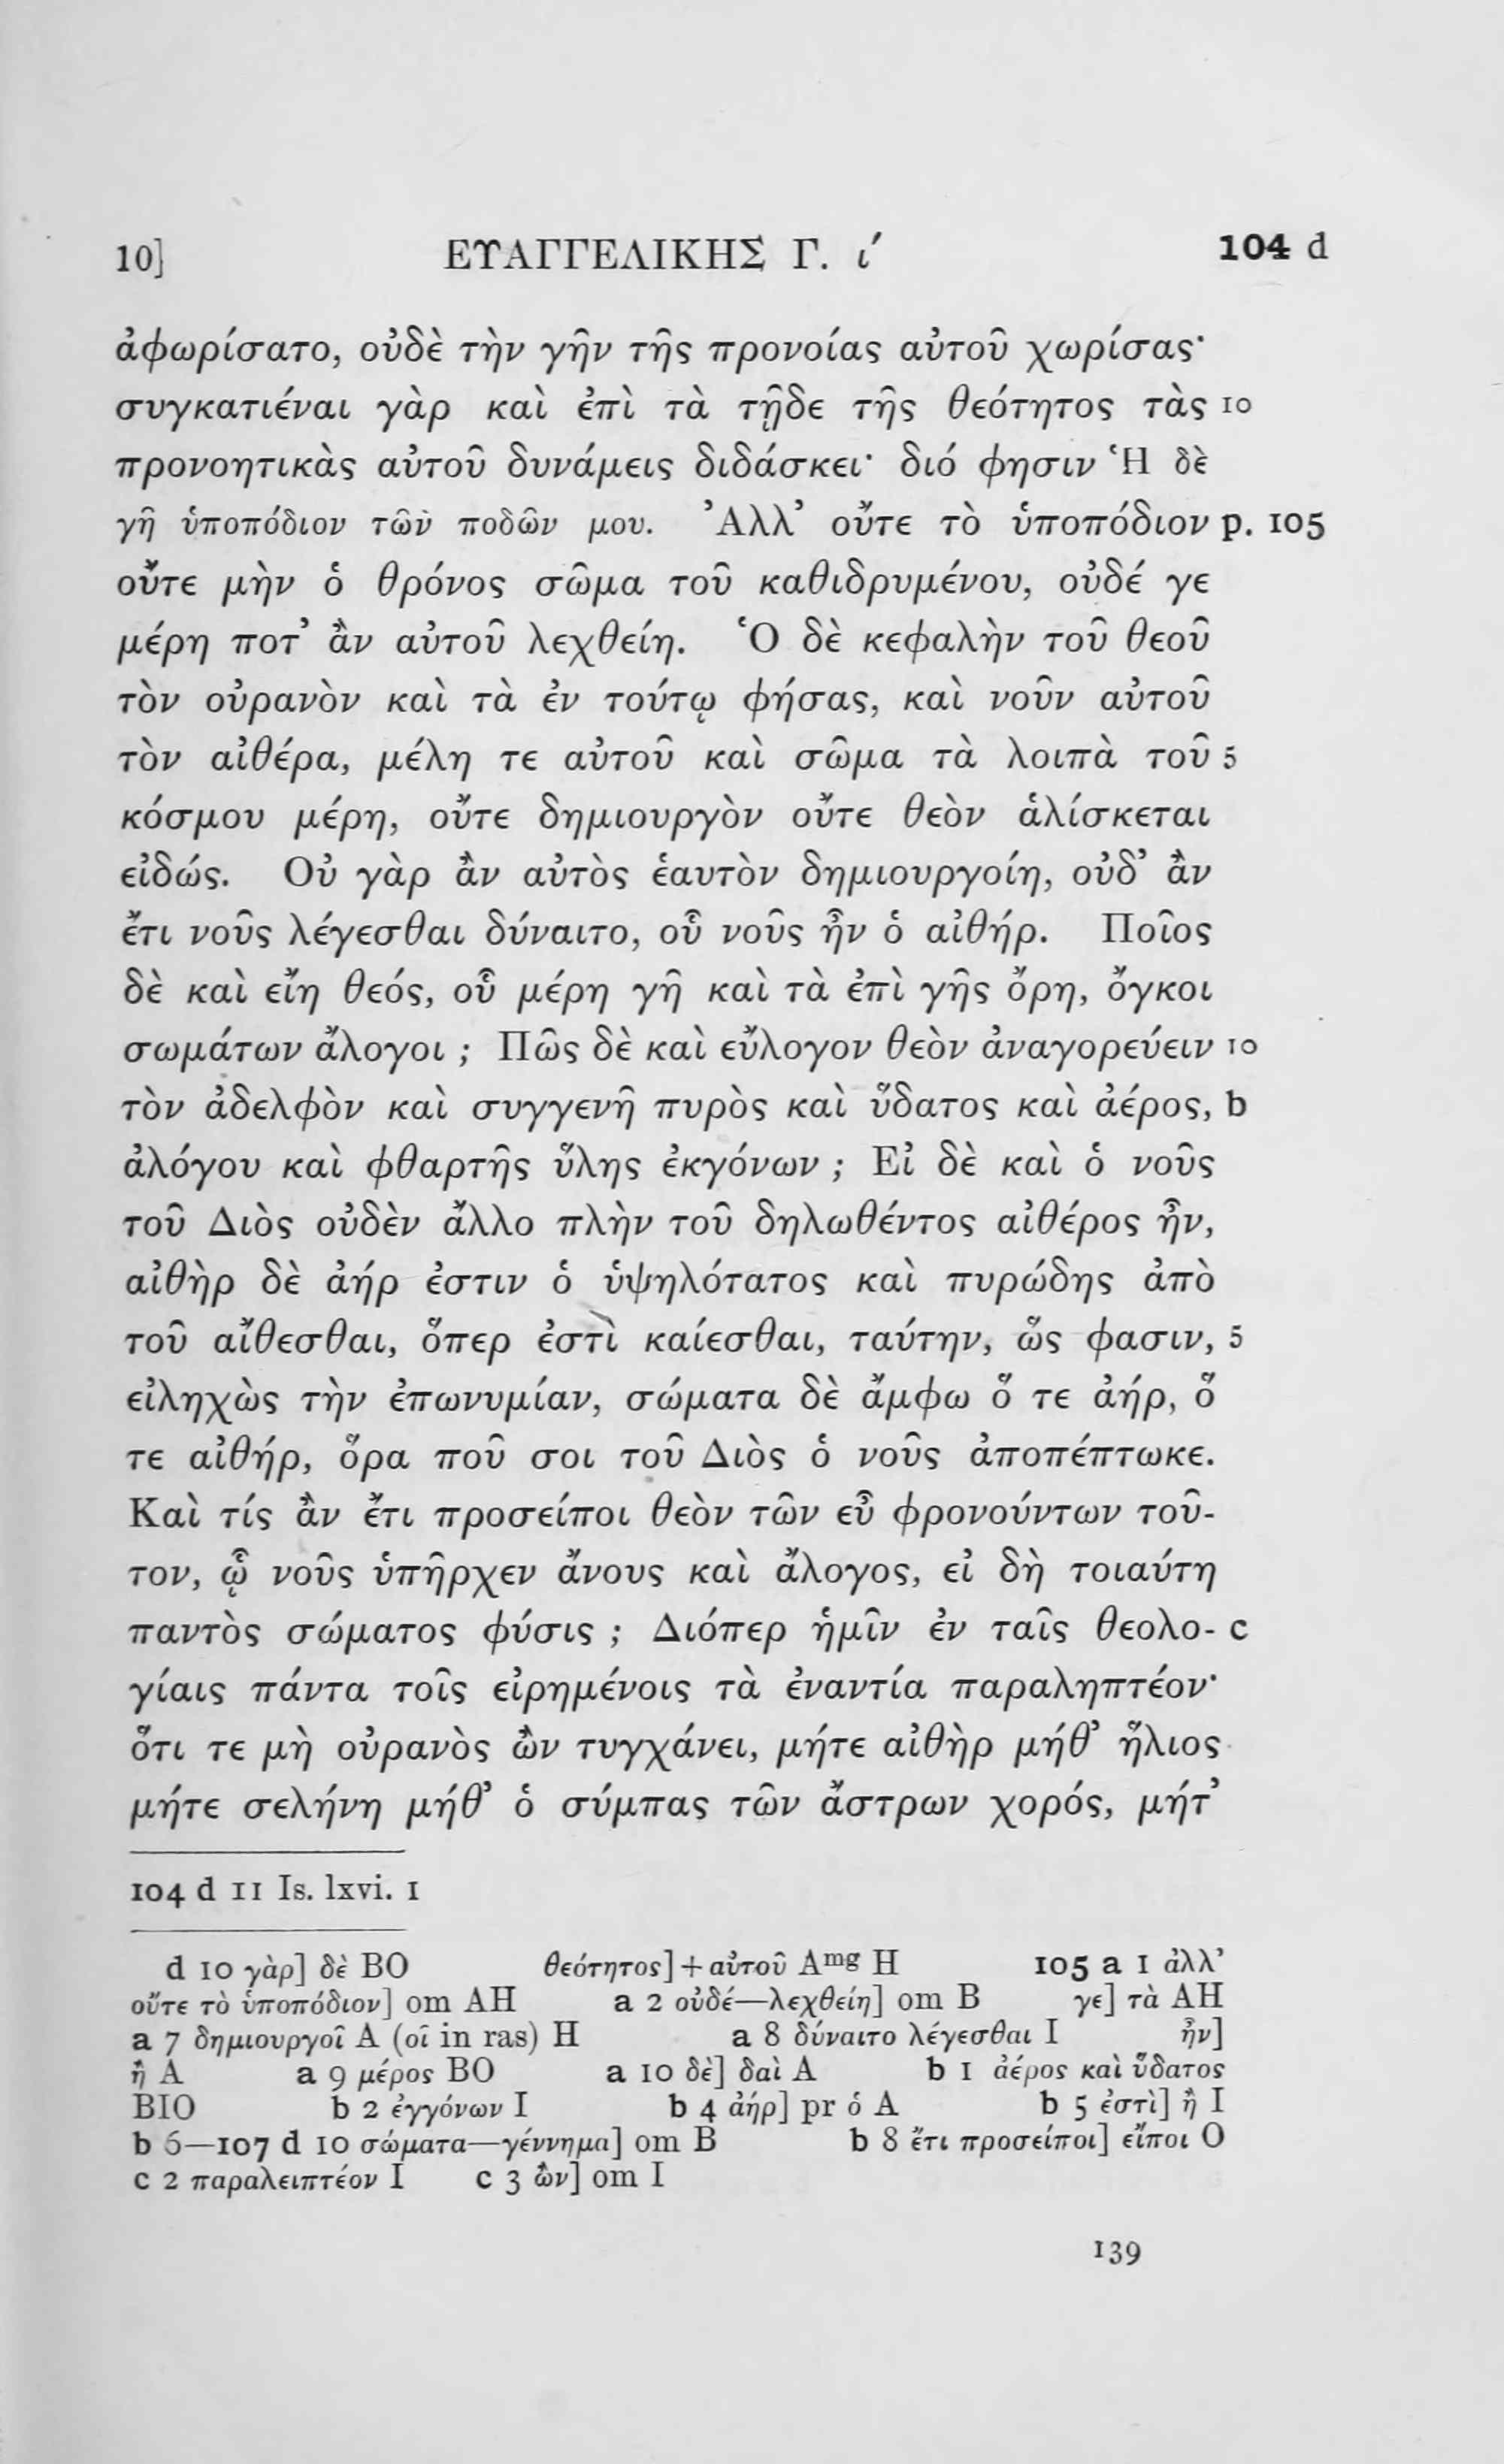 10] ΕΥΑΓΓΕΛΙΚΗΣ Γ. ι´ 104 d
ἀφωρίσατο, οὐδὲ τὴν γῆν τῆς προνοίας αὐτοῦ χωρίσας·
συγκατιέναι γὰρ καὶ ἐπὶ τὰ τῇδε τῆς θεότητος τὰς 10
προνοητικὰς αὐτοῦ δυνάμεις διδάσκει· διό φησιν Ἡ δὲ
γῆ ὑποπόδιον τῶν ποδῶν μου. Ἀλλ’ οὔτε τὸ ὑποπόδιον p. 105
οὔτε μὴν ὁ θρόνος σῶμα τοῦ καθιδρυμένου, οὐδέ γε
μέρη ποτ’ ἂν αὐτοῦ λεχθείη. Ὁ δὲ κεφαλὴν τοῦ θεοῦ
τὸν οὐρανὸν καὶ τὰ ἐν τούτῳ φήσας, καὶ νοῦν αὐτοῦ
τὸν αἰθέρα, μέλη τε αὐτοῦ καὶ σῶμα τὰ λοιπὰ τοῦ 5
κόσμου μέρη, οὔτε δημιουργὸν οὔτε θεὸν ἁλίσκεται
εἰδώς. Οὐ γὰρ ἂν αὐτὸς ἑαυτὸν δημιουργοίη, οὐδ’ ἂν
ἔτι νοῦς λέγεσθαι δύναιτο, οὗ νοῦς ἦν ὁ αἰθήρ. Ποῖος
δὲ καὶ εἴη θεός, οὗ μέρη γῆ καὶ τὰ ἐπὶ γῆς ὄρη, ὄγκοι
σωμάτων ἄλογοι ; Πῶς δὲ καὶ εὔλογον θεὸν ἀναγορεύειν 10
τὸν ἀδελφὸν καὶ συγγενῆ πυρὸς καὶ ὕδατος καὶ ἀέρος, b
ἀλόγου καὶ φθαρτῆς ὕλης ἐκγόνων ; Εἰ δὲ καὶ ὁ νοῦς
τοῦ Διὸς οὐδὲν ἄλλο πλὴν τοῦ δηλωθέντος αἰθέρος ἦν,
αἰθὴρ δὲ ἀήρ ἐστιν ὁ ὑψηλότατος καὶ πυρώδης ἀπὸ
τοῦ αἴθεσθαι, ὅπερ ἐστὶ καίεσθαι, ταύτην, ὥς φασιν, 5
εἰληχὼς τὴν ἐπωνυμίαν, σώματα δὲ ἄμφω ὅ τε ἀήρ, ὅ
τε αἰθήρ, ὅρα ποῦ σοι τοῦ Διὸς ὁ νοῦς ἀποπέπτωκε.
Καὶ τίς ἂν ἔτι προσείποι θεὸν τῶν εὖ φρονούντων τοῦ-
τον, ᾧ νοῦς ὑπῆρχεν ἄνους καὶ ἄλογος, εἰ δὴ τοιαύτη
παντὸς σώματος φύσις ; Διόπερ ἡμῖν ἐν ταῖς θεολο- c
γίαις πάντα τοῖς εἰρημένοις τὰ ἐναντία παραληπτέον·
ὅτι τε μὴ οὐρανὸς ὢν τυγχάνει, μήτε αἰθὴρ μήθ’ ἥλιος
μήτε σελήνη μήθ’ ὁ σύμπας τῶν ἄστρων χορός, μήτ’
104 d 11 Is. lxvi. 1
d 10 γὰρ] δὲ BO θεότητος]+αὐτοῦ Amg H 105 a 1 ἀλλ’
οὔτε τὸ ὑποπόδιον] om AH a 2 οὐδέ—λεχθείη] om B γε] τὰ AH
a 7 δημιουργοῖ A (οῖ in ras) H a 8 δύναιτο λέγεσθαι I ἦν]
ἢ A a 9 μέρος BO a 10 δὲ] δαὶ A b 1 ἀέρος καὶ ὕδατος
BIO b 2 ἐγγόνων I b 4 ἀήρ] pr ὁ A b 5 ἐστὶ] ἢ I
b 6—107 d 10 σώματα—γέννημα] om B b 8 ἔτι προσείποι] εἴποι O
c 2 παραλειπτέον I c 3 ὢν] om I
139